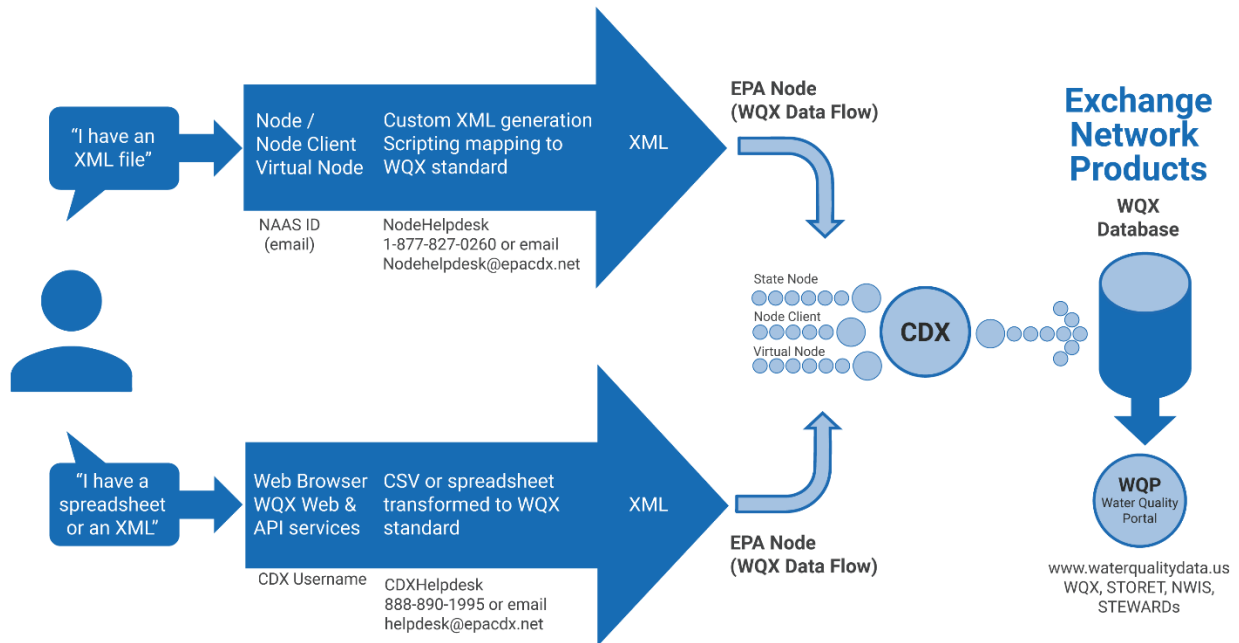 “I have an
XML file”
Node /
Node Client
Virtual Node
Custom XML generation
Scripting mapping to
WQX standard
XML
NAAS ID
(email)
NodeHelpdesk
1-877-827-0260 or email
Nodehelpdesk@epacdx.net
EPA Node
(WQX Data Flow)
Exchange
Network
Products
WQX
Database
State Node
Node Client
Virtual Node
CDX
“I have a
spreadsheet
or an XML”
Web Browser
WQX Web &
API services
CSV or spreadsheet
transformed to WQX
standard
XML
CDX Username
CDXHelpdesk
888-890-1995 or email
helpdesk@epacdx.net
EPA Node
(WQX Data Flow)
WQP
Water Quality
Portal
www.waterqualitydata.us
WQX, STORET, NWIS,
STEWARDs